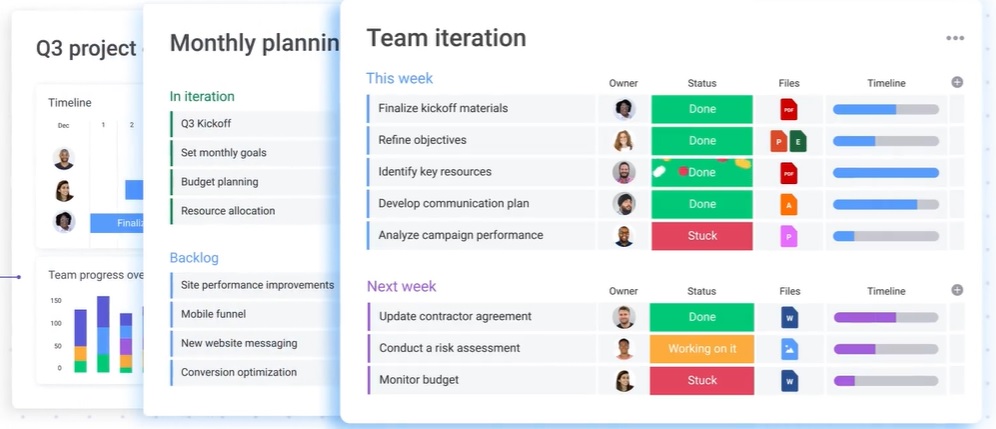 Q3 project
Timeline
Dec 1 2
Finaliz
Team progress ove
150
100
50
0
Monthly plannin
In iteration
Q3 Kickoff
Set monthly goals
Budget planning
Resource allocation
Backlog
Site performance improvements
Mobile funnel
New website messaging
Conversion optimization
Team iteration
This week Owner Status Files Timeline
Finalize kickoff materials Done PDF
Refine objectives Done P E
Identify key resources Done PDF
Develop communication plan Done A
Analyze campaign performance Stuck P
Next week Owner Status Files Timeline
Update contractor agreement Done W
Conduct a risk assessment Working on it
Monitor budget Stuck W